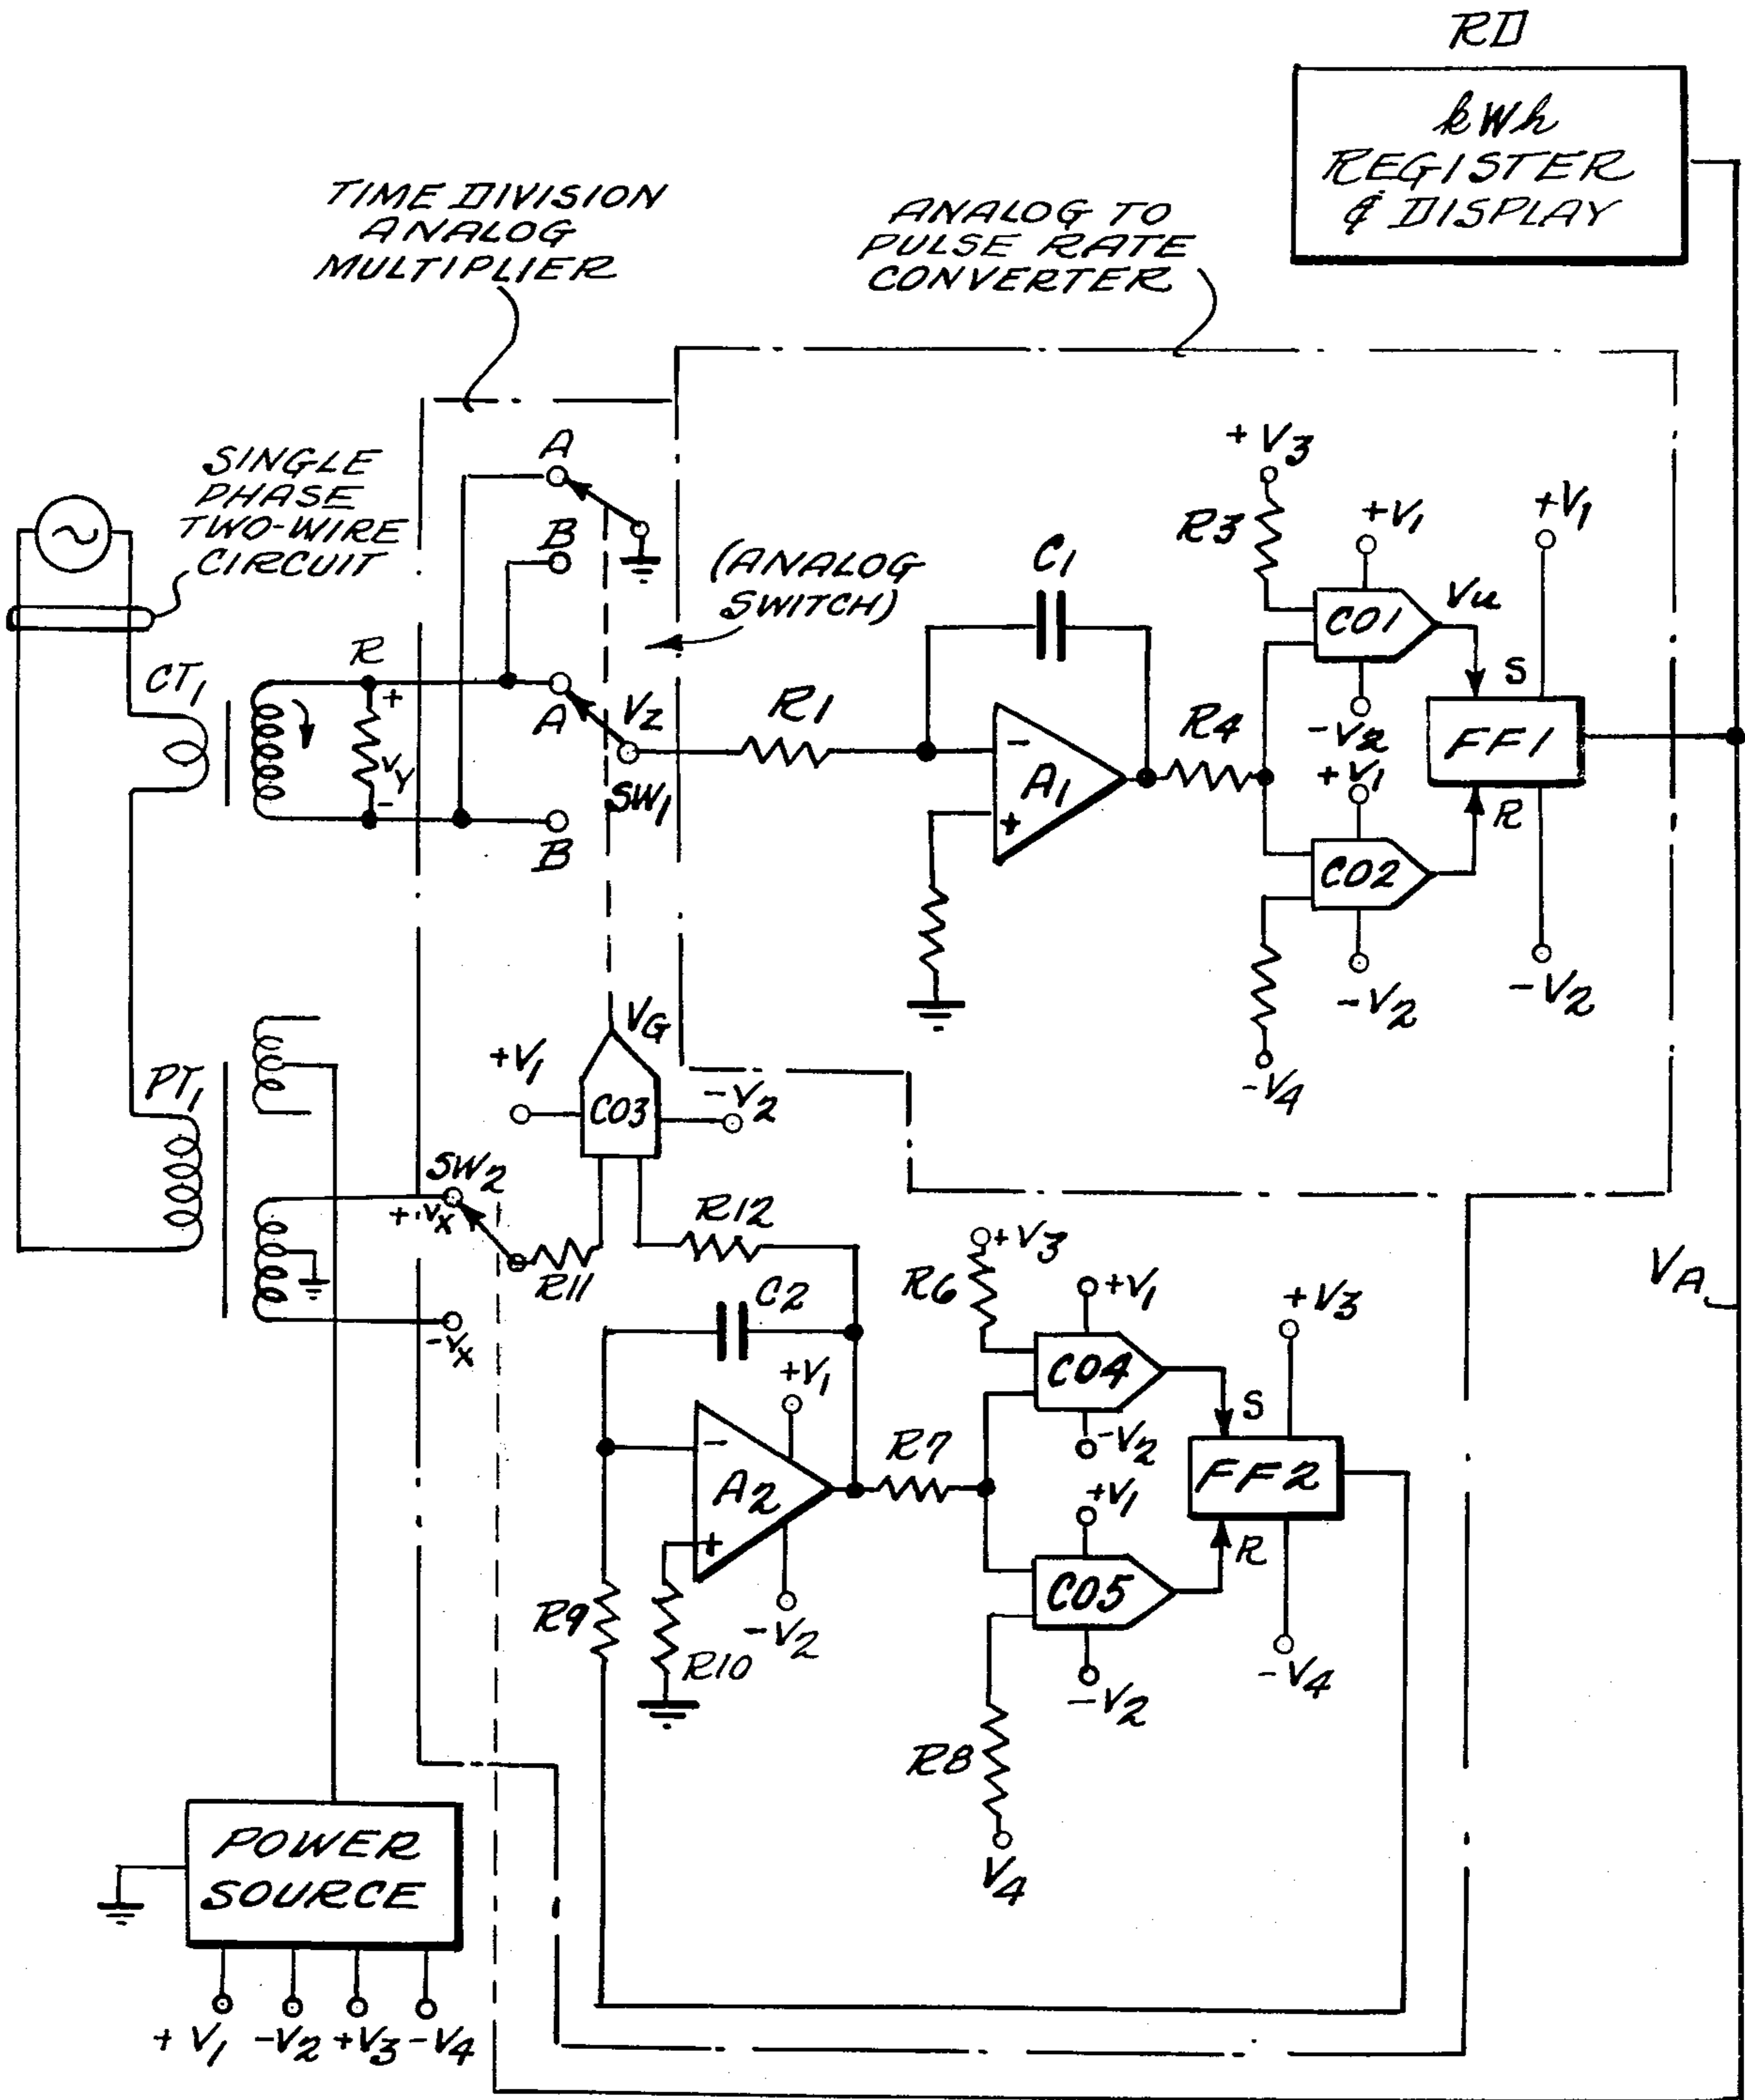 RD
kWh
REGISTER
& DISPLAY
TIME DIVISION
ANALOG
MULTIPLIER
ANALOG TO
PULSE RATE
CONVERTER
SINGLE
PHASE
TWO-WIRE
CIRCUIT
A
B
(ANALOG
SWITCH)
CT1
R
+
VY
-
A
VZ
SW1
B
R1
C1
-
A1
+
R4
+V3
R3
+V1
CO1
-V2
Vu
S
+V1
FF1
R
-V2
+V1
CO2
-V2
-V4
VG
+V1
CO3
-V2
PT1
SW2
+VX
-VX
R11
R12
C2
+V1
-
A2
+
-V2
R9
R10
R7
+V3
R6
+V1
CO4
-V2
+V1
CO5
-V2
R8
V4
S
+V3
FF2
R
-V4
VA
POWER
SOURCE
+V1 -V2 +V3 -V4